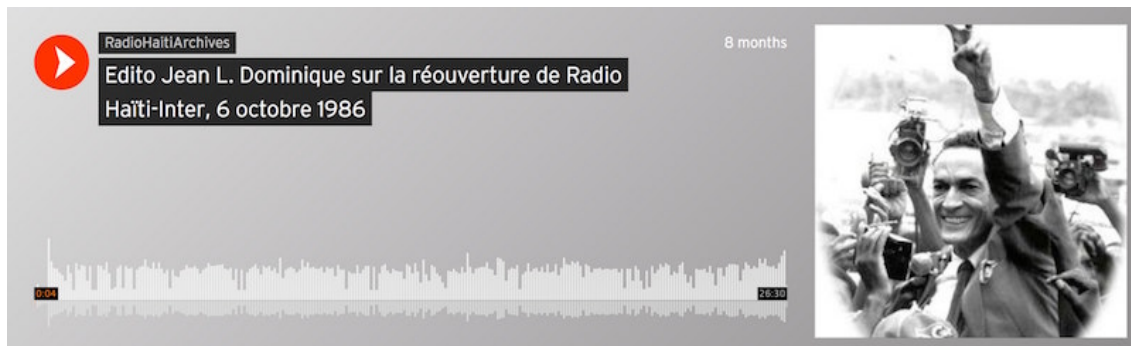 RadioHaitiArchives
8 months
Edito Jean L. Dominique sur la réouverture de Radio
Haïti-Inter, 6 octobre 1986
0:04
26:30